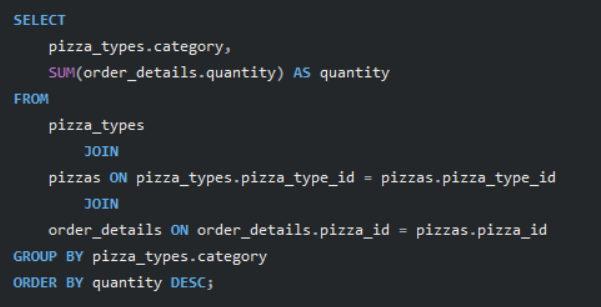 SELECT
pizza_types.category,
SUM(order_details.quantity) AS quantity
FROM
pizza_types
JOIN
pizzas ON pizza_types.pizza_type_id = pizzas.pizza_type_id
JOIN
order_details ON order_details.pizza_id = pizzas.pizza_id
GROUP BY pizza_types.category
ORDER BY quantity DESC;